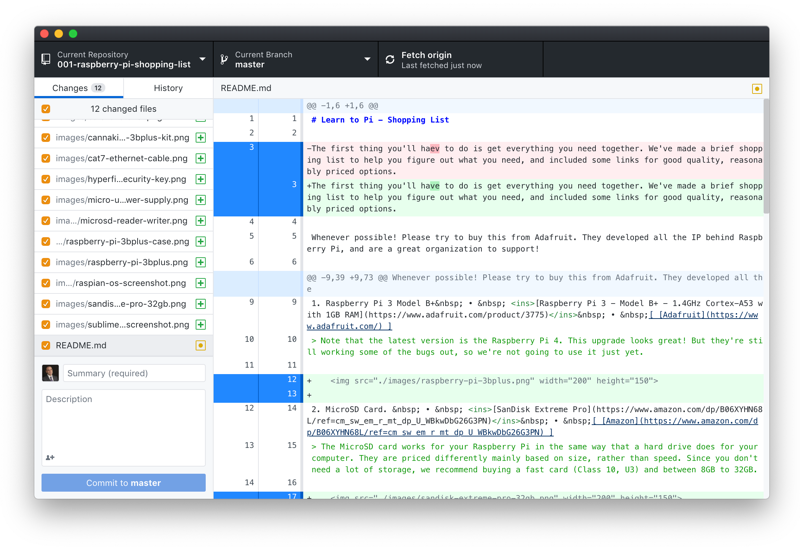 Current Repository
001-raspberry-pi-shopping-list
Current Branch
master
Fetch origin
Last fetched just now
Changes 12
History
README.md
12 changed files
images/cannaki...-3bplus-kit.png
images/cat7-ethernet-cable.png
images/hyperfi...ecurity-key.png
images/micro-u...wer-supply.png
ima.../microsd-reader-writer.png
.../raspberry-pi-3bplus-case.png
images/raspberry-pi-3bplus.png
im.../raspian-os-screenshot.png
images/sandis...e-pro-32gb.png
images/sublime...screenshot.png
README.md
Summary (required)
Description
Commit to master
@@ -1,6 +1,6 @@
1 1 # Learn to Pi - Shopping List
2 2
3 -The first thing you'll haev to do is get everything you need together. We've made a brief shopp
ing list to help you figure out what you need, and included some links for good quality, reasona
bly priced options.
3 +The first thing you'll have to do is get everything you need together. We've made a brief shopp
ing list to help you figure out what you need, and included some links for good quality, reasona
bly priced options.
4 4
5 5 Whenever possible! Please try to buy this from Adafruit. They developed all the IP behind Raspb
erry Pi, and are a great organization to support!
6 6
@@ -9,39 +9,73 @@ Whenever possible! Please try to buy this from Adafruit. They developed all th
e
9 9 1. Raspberry Pi 3 Model B+&nbsp; • &nbsp; <ins>[Raspberry Pi 3 - Model B+ - 1.4GHz Cortex-A53 w
ith 1GB RAM](https://www.adafruit.com/product/3775)</ins>&nbsp; • &nbsp;[ [Adafruit](https://ww
w.adafruit.com/) ]
10 10 > Note that the latest version is the Raspberry Pi 4. This upgrade looks great! But they're sti
ll working some of the bugs out, so we're not going to use it just yet.
11 11
12 + <img src="./images/raspberry-pi-3bplus.png" width="200" height="150">
13 +
12 14 2. MicroSD Card. &nbsp; • &nbsp; <ins>[SanDisk Extreme Pro](https://www.amazon.com/dp/B06XYHN68
L/ref=cm_sw_em_r_mt_dp_U_WBkwDbG26G3PN)</ins>&nbsp; • &nbsp;[ [Amazon](https://www.amazon.com/d
p/B06XYHN68L/ref=cm_sw_em_r_mt_dp_U_WBkwDbG26G3PN) ]
13 15 > The MicroSD card works for your Raspberry Pi in the same way that a hard drive does for your
computer. They are priced differently mainly based on size, rather than speed. Since you don't
need a lot of storage, we recommend buying a fast card (Class 10, U3) and between 8GB to 32GB.
14 16
17 + <img src="./images/sandisk-extreme-pro-32gb.png" width="200" height="150">